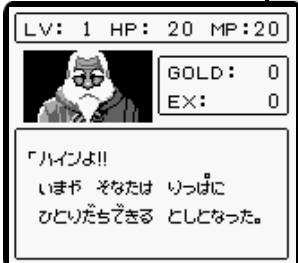 LV: 1 HP: 20 MP:20
GOLD: 0
EX: 0
「ハインよ!!
いまや そなたは りっぱに
ひとりだちできる としとなった。